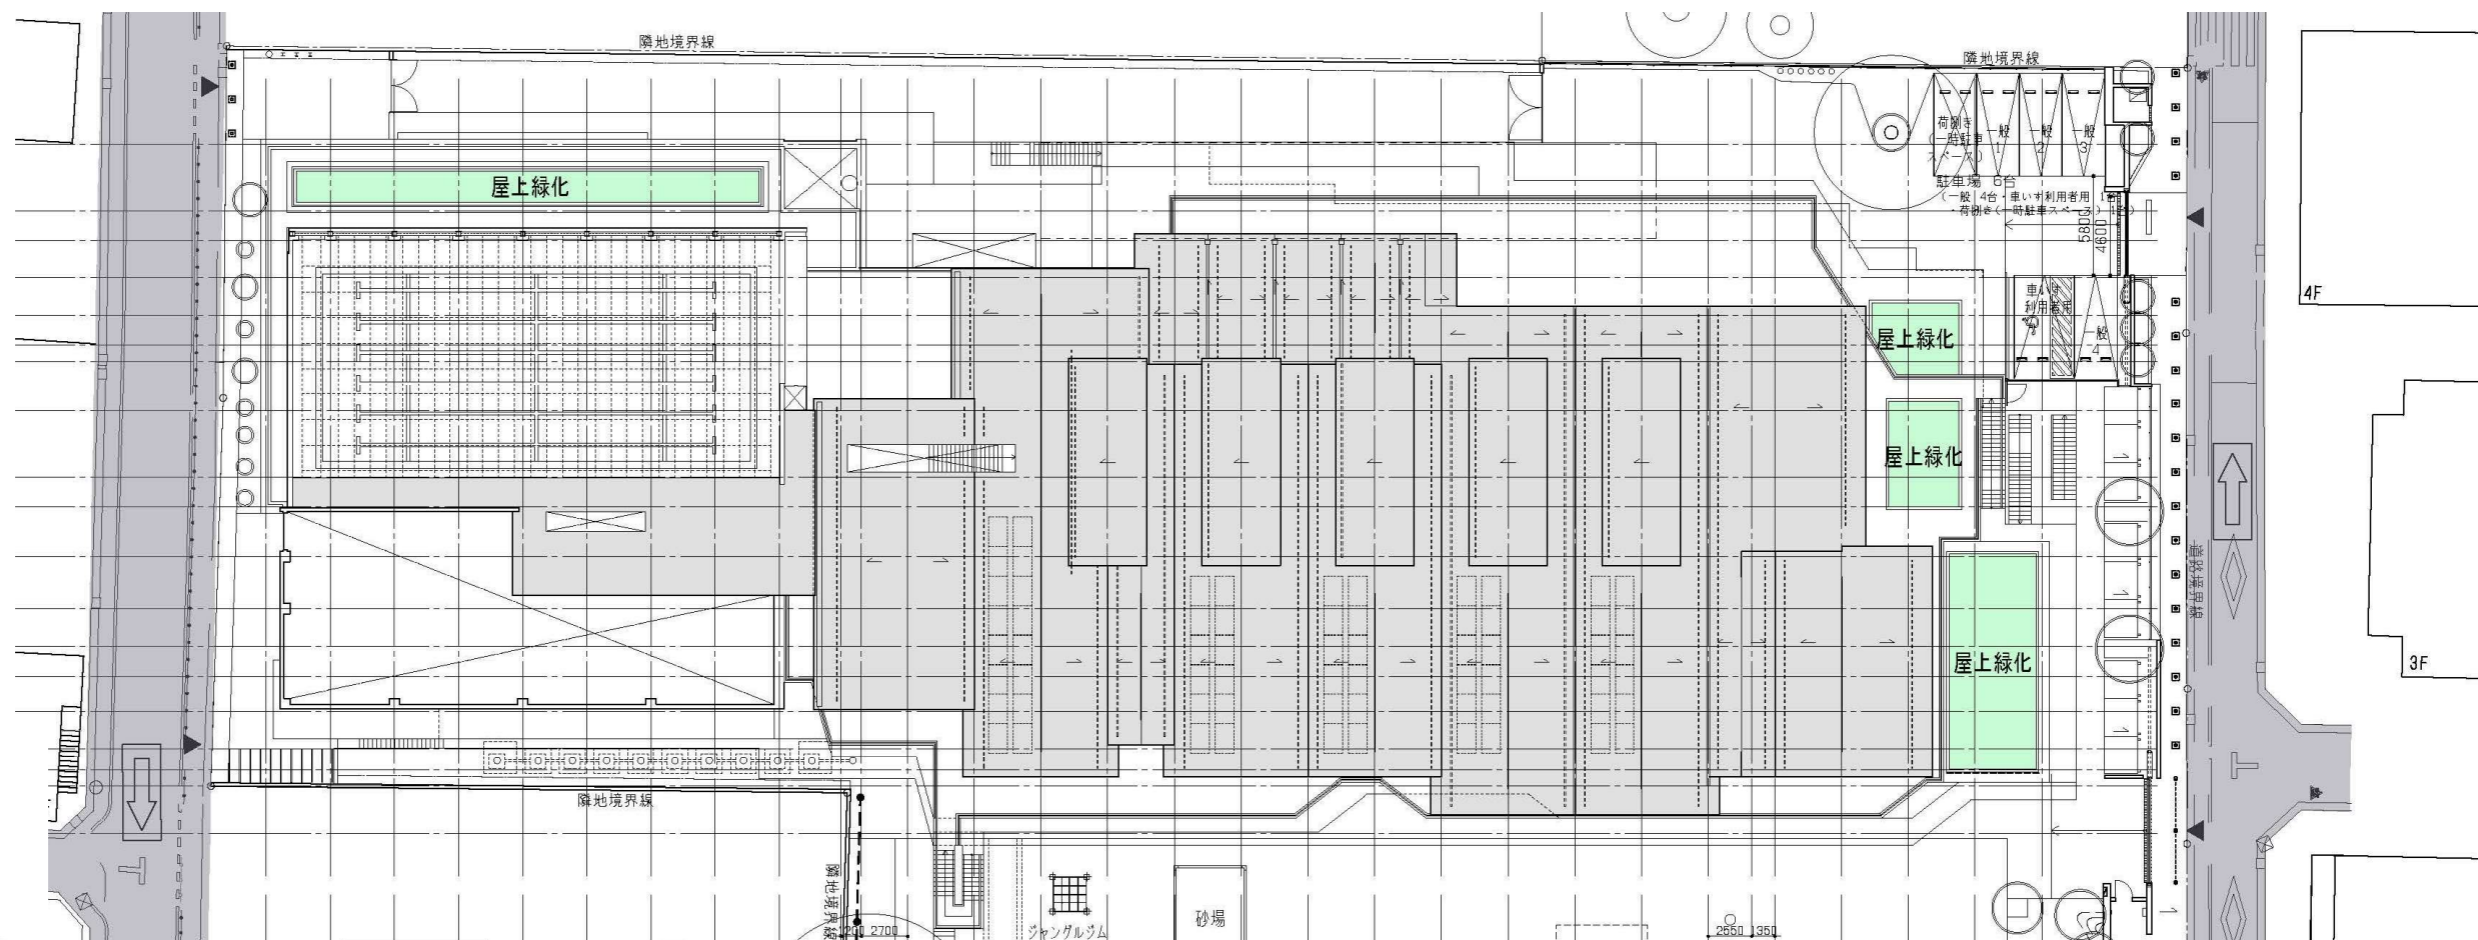 隣地境界線
隣地境界線
荷捌き
(一時駐車
スペース)
一般
1
一般
2
一般
3
駐車場 6台
(一般 4台・車いす利用者用 1台
・荷捌き(一時駐車スペース) 1台)
屋上緑化
5800
4600
車いす
利用者用
一般
4
4F
屋上緑化
屋上緑化
道路境界線
屋上緑化
3F
隣地境界線
隣地境界線
1200 2700
ジャングルジム
砂場
2550 1350